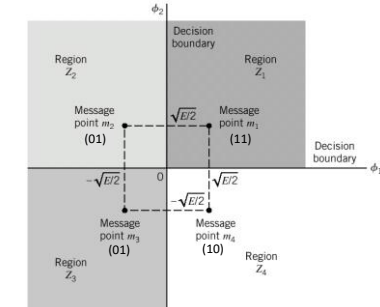 ϕ₂
Decision
boundary
Region
Z₂
Region
Z₁
Message
point m₂
(01)
√E/2
Message
point m₁
(11)
Decision
boundary
ϕ₁
−√E/2
0
√E/2
−√E/2
Message
point m₃
(01)
Message
point m₄
(10)
Region
Z₃
Region
Z₄